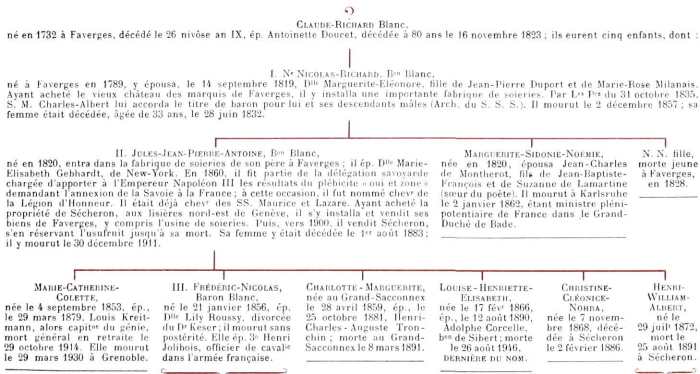 ?
CLAUDE-RICHARD BLANC,
né en 1732 à Faverges, décédé le 26 nivôse an IX, ép. Antoinette Doucet, décédée à 80 ans le 16 novembre 1823 ; ils eurent cinq enfants, dont :
I. Ne NICOLAS-RICHARD, Bon BLANC,
né à Faverges en 1789, y épousa, le 14 septembre 1819, Dlle Marguerite-Eléonore, fille de Jean-Pierre Duport et de Marie-Rose Milanais.
Ayant acheté le vieux château des marquis de Faverges, il y installa une importante fabrique de soieries. Par Lres Ptes du 31 octobre 1835,
S. M. Charles-Albert lui accorda le titre de baron pour lui et ses descendants mâles (Arch. du S. S. S.). Il mourut le 2 décembre 1857 ; sa
femme était décédée, âgée de 33 ans, le 28 juin 1832.
II. JULES-JEAN-PIERRE-ANTOINE, Bon BLANC,
né en 1820, entra dans la fabrique de soieries de son père à Faverges ; il ép. Dlle Marie-
Elisabeth Gebhardt, de New-York. En 1860, il fit partie de la délégation savoyarde
chargée d'apporter à l'Empereur Napoléon III les résultats du plébicite « oui et zone »
demandant l'annexion de la Savoie à la France ; à cette occasion, il fut nommé chevr de
la Légion d'Honneur. Il était déjà chevr des SS. Maurice et Lazare. Ayant acheté la
propriété de Sécheron, aux lisières nord-est de Genève, il s'y installa et vendit ses
biens de Faverges, y compris l'usine de soieries. Puis, vers 1900, il vendit Sécheron,
s'en réservant l'usufruit jusqu'à sa mort. Sa femme y était décédée le 1er août 1883 ;
il y mourut le 30 décembre 1911.
MARGUERITE-SIDONIE-NOÉMIE,
née en 1820, épousa Jean-Charles
de Montherot, fils de Jean-Baptiste-
François et de Suzanne de Lamartine
(sœur du poète). Il mourut à Karlsruhe
le 2 janvier 1862, étant ministre pléni-
potentiaire de France dans le Grand-
Duché de Bade.
N. N. fille,
morte jeune
à Faverges,
en 1828.
MARIE-CATHERINE-
COLETTE,
née le 4 septembre 1853, ép.,
le 29 mars 1879, Louis Kreit-
mann, alors capitne du génie,
mort général en retraite le
29 octobre 1914. Elle mourut
le 29 mars 1930 à Grenoble.
III. FRÉDÉRIC-NICOLAS,
Baron BLANC,
né le 21 janvier 1856, ép.
Dlle Lily Roussy, divorcée
du Dr Keser ; il mourut sans
postérité. Elle ép. 3° Henri
Jolibois, officier de cavalie
dans l'armée française.
CHARLOTTE-MARGUERITE,
née au Grand-Sacconnex
le 28 avril 1859, ép., le
25 octobre 1881, Henri-
Charles-Auguste Tron-
chin ; morte au Grand-
Sacconnex le 8 mars 1891.
LOUISE-HENRIETTE-
ELISABETH,
née le 17 févr 1866,
ép., le 12 août 1890,
Adolphe Corcelle,
bon de Sibert ; morte
le 26 août 1946,
DERNIÈRE DU NOM.
CHRISTINE-
CLÉONICE-
NOHRA,
née le 7 novem-
bre 1868, décé-
dée à Sécheron
le 2 février 1886.
HENRI-
WILLIAM-
ALBERT,
né le
29 juilt 1872,
mort le
25 août 1891
à Sécheron.